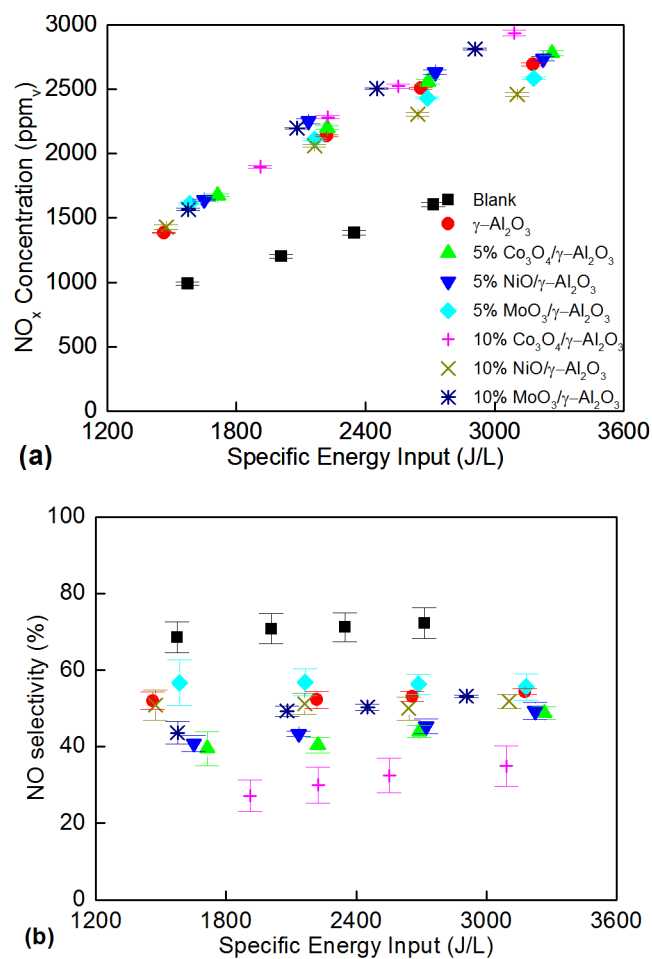 3000
2500
2000
1500
1000
500
0
NOₓ Concentration (ppmᵥ)
Blank
γ–Al₂O₃
5% Co₃O₄/γ–Al₂O₃
5% NiO/γ–Al₂O₃
5% MoO₃/γ–Al₂O₃
10% Co₃O₄/γ–Al₂O₃
10% NiO/γ–Al₂O₃
10% MoO₃/γ–Al₂O₃
1200 1800 2400 3000 3600
(a) Specific Energy Input (J/L)
100
80
60
40
20
0
NO selectivity (%)
1200 1800 2400 3000 3600
(b) Specific Energy Input (J/L)